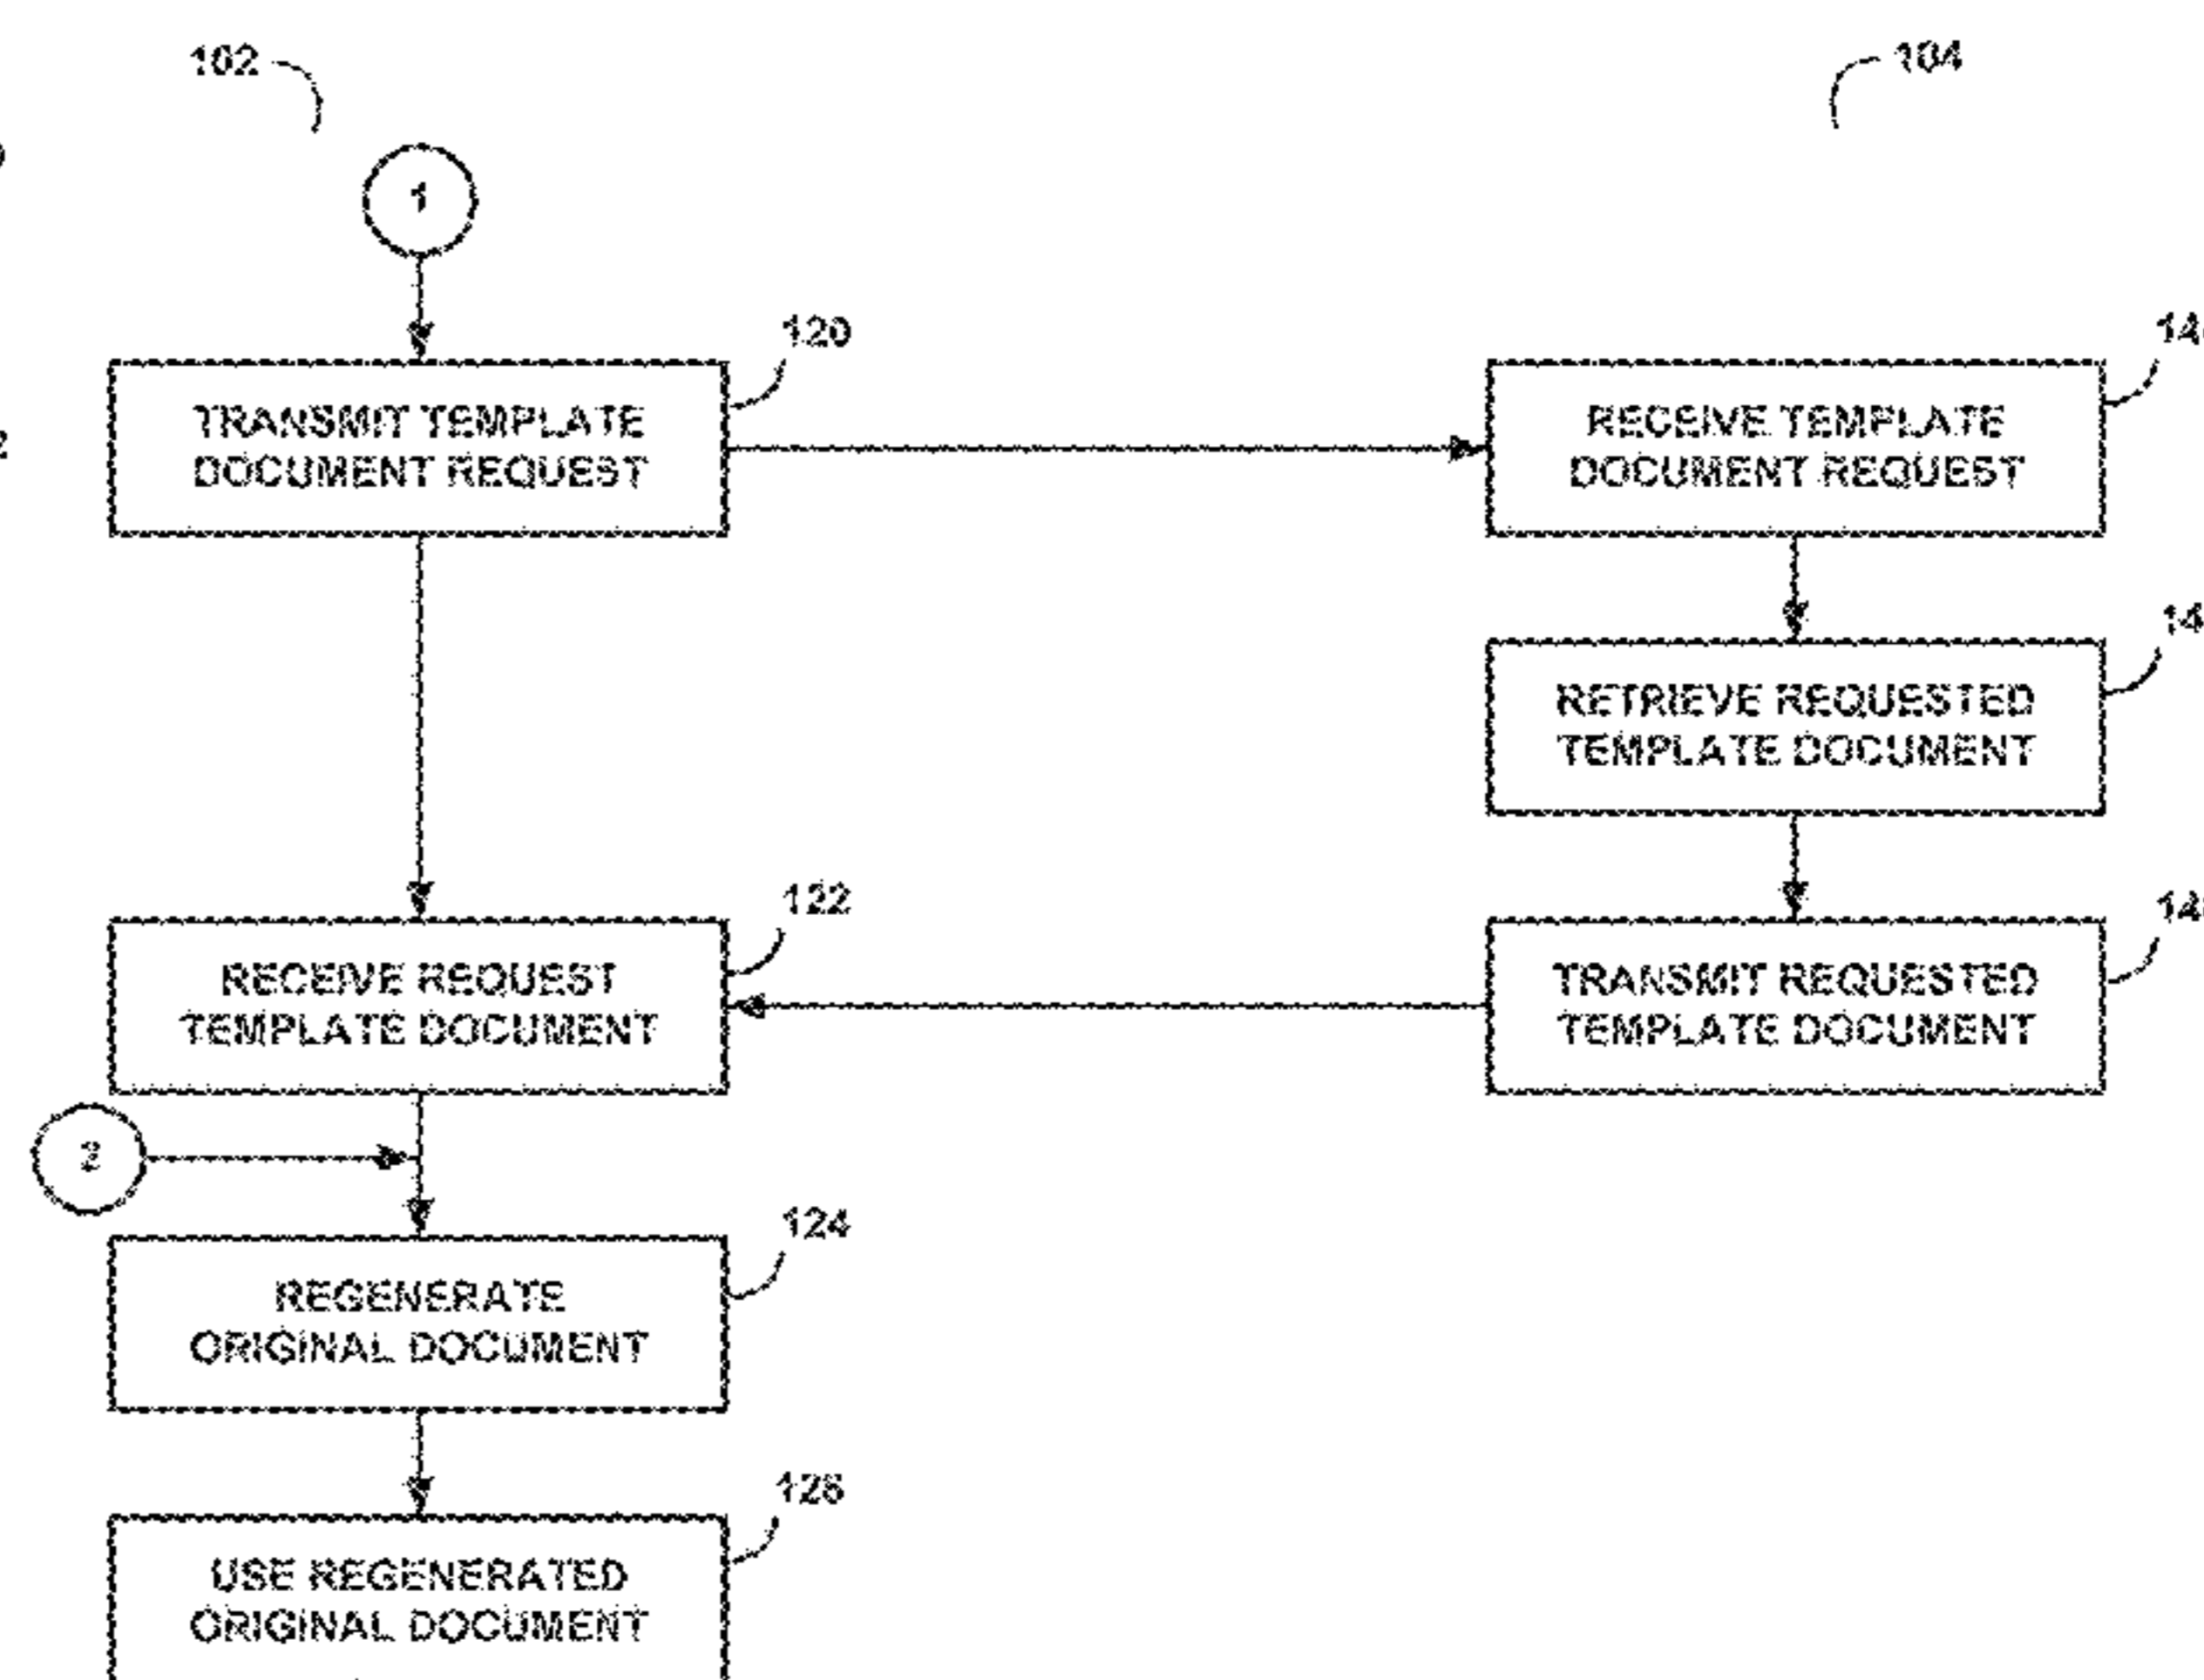 102
104
1
120
TRANSMIT TEMPLATE
DOCUMENT REQUEST
RECEIVE TEMPLATE
DOCUMENT REQUEST
RETRIEVE REQUESTED
TEMPLATE DOCUMENT
122
RECEIVE REQUEST
TEMPLATE DOCUMENT
TRANSMIT REQUESTED
TEMPLATE DOCUMENT
2
124
REGENERATE
ORIGINAL DOCUMENT
126
USE REGENERATED
ORIGINAL DOCUMENT